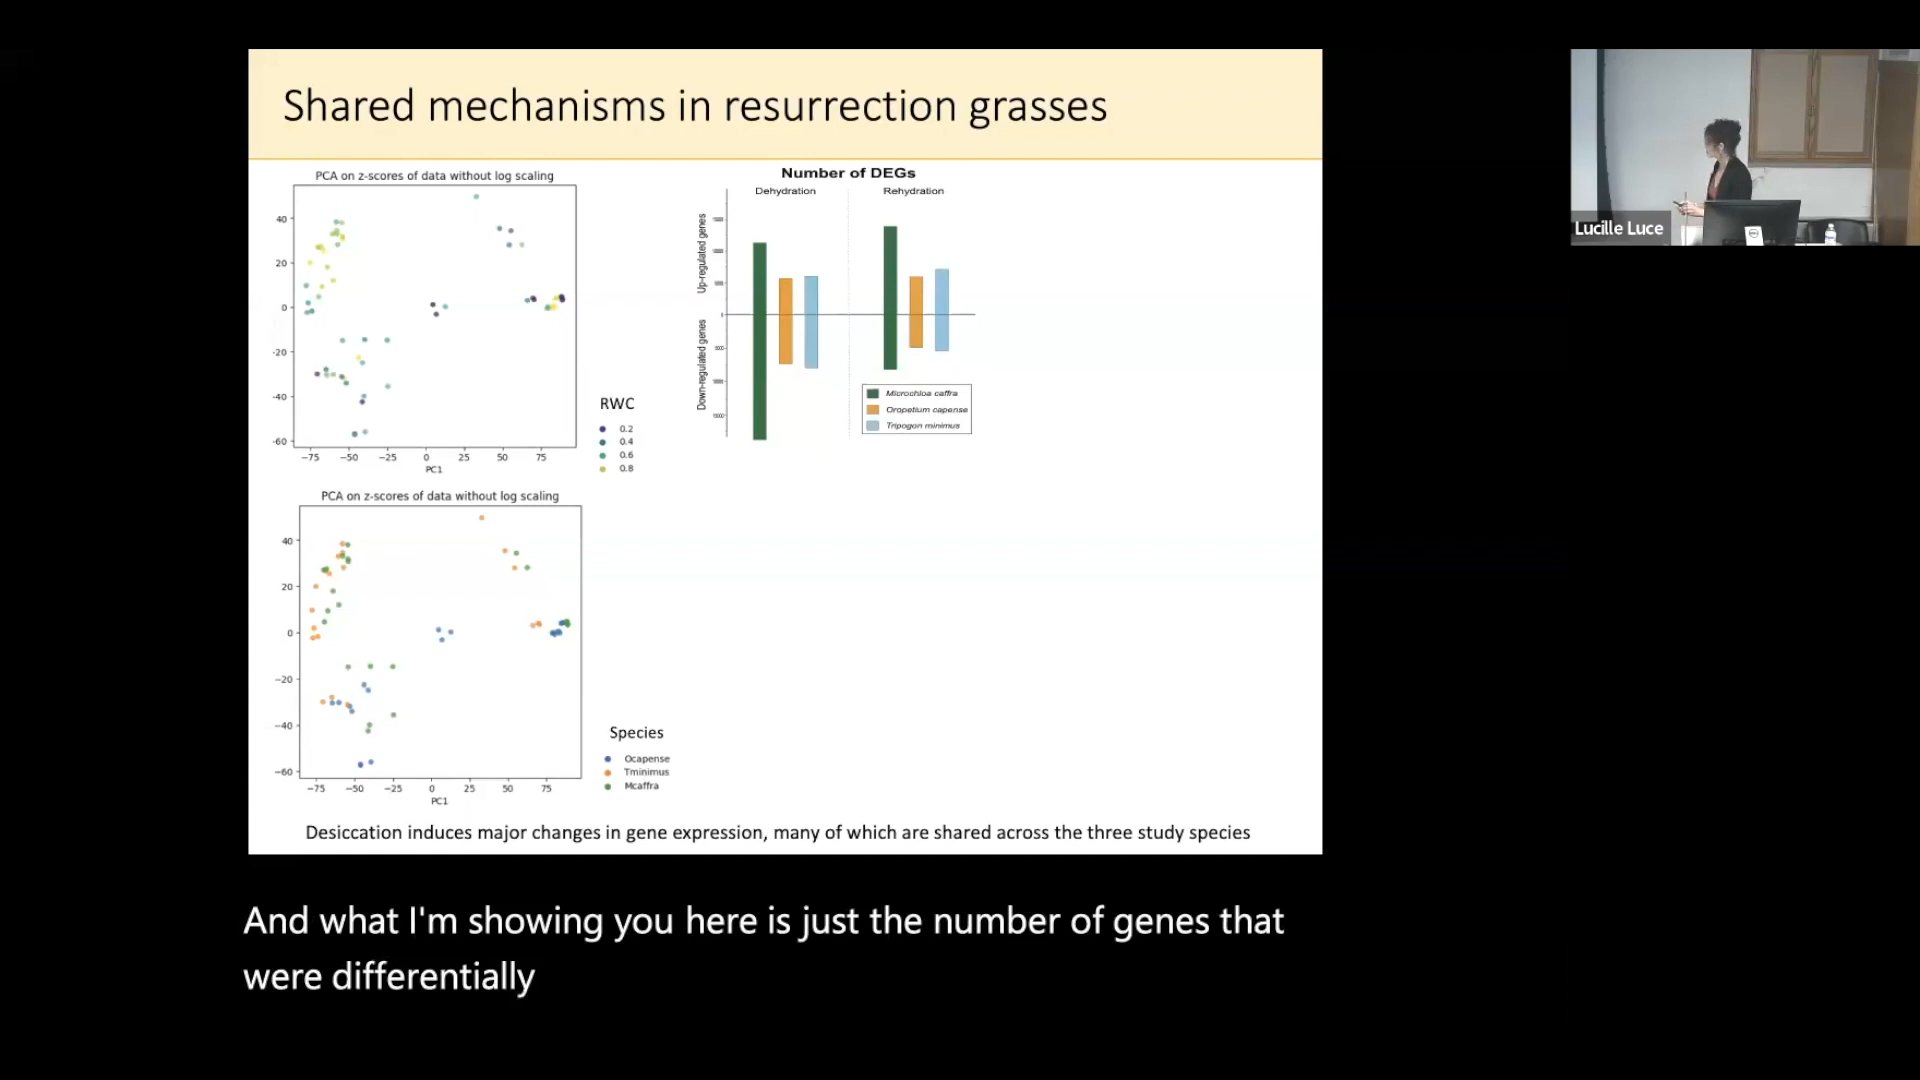 Shared mechanisms in resurrection grasses
PCA on z-scores of data without log scaling
40
20
0
-20
-40
-60
−75 −50 −25 0 25 50 75
PC1
RWC
0.2
0.4
0.6
0.8
Number of DEGs
Dehydration Rehydration
Up-regulated genes
Down-regulated genes
Microchloa caffra
Oropetium capense
Tripogon minimus
PCA on z-scores of data without log scaling
40
20
0
−20
−40
−60
−75 −50 −25 0 25 50 75
PC1
Species
Ocapense
Tminimus
Mcaffra
Desiccation induces major changes in gene expression, many of which are shared across the three study species
Lucille Luce
And what I'm showing you here is just the number of genes that
were differentially